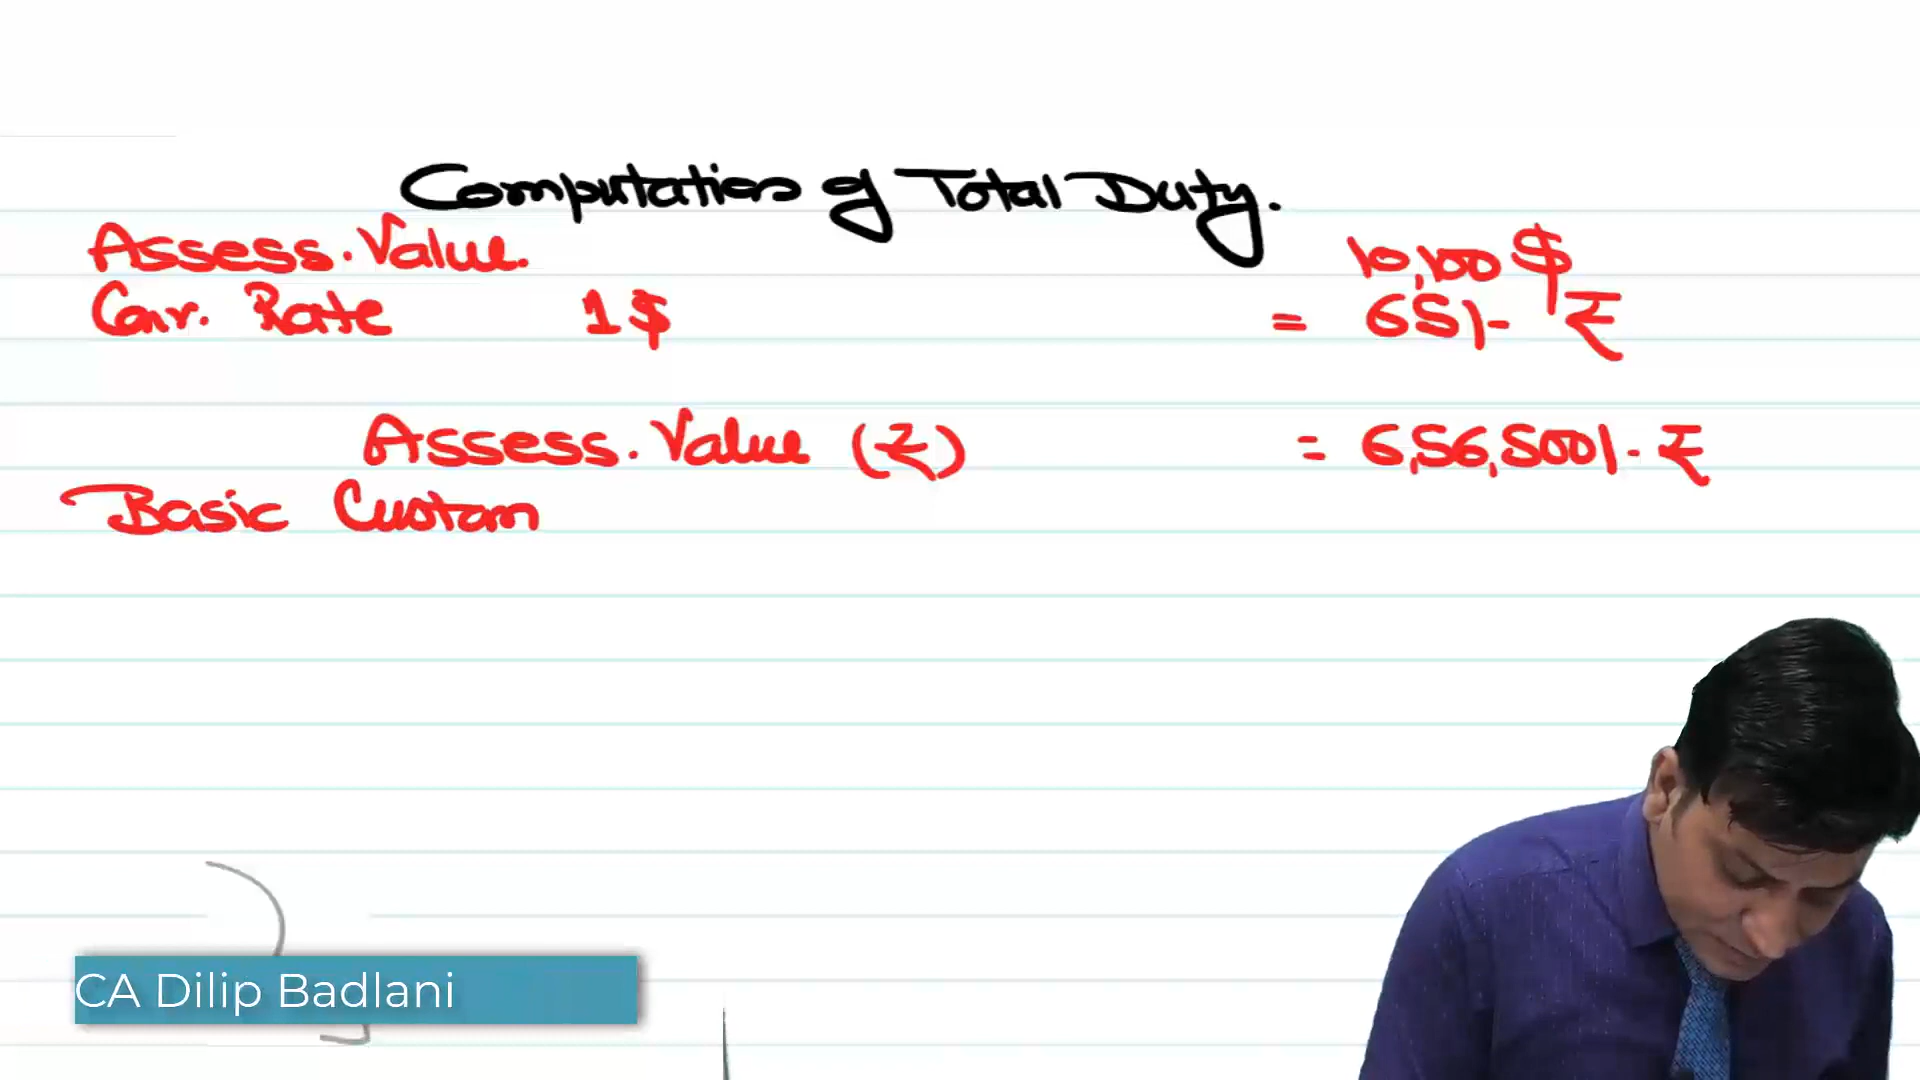 Computation of Total Duty.
Assess. Value. 10,100 $
Conv. Rate 1 $ = 65/- ₹
Assess. Value (₹) = 6,56,500/- ₹
Basic Custom
CA Dilip Badlani